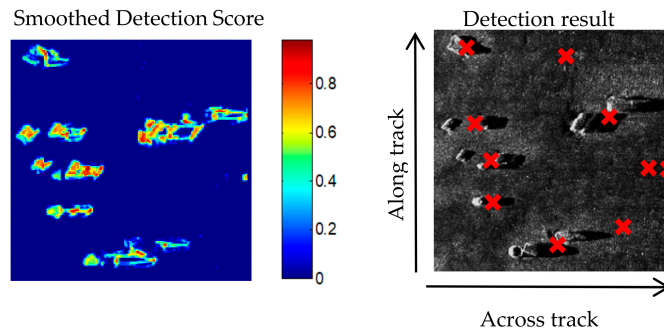 Smoothed Detection Score
0.8
0.6
0.4
0.2
0
Detection result
Along track
Across track